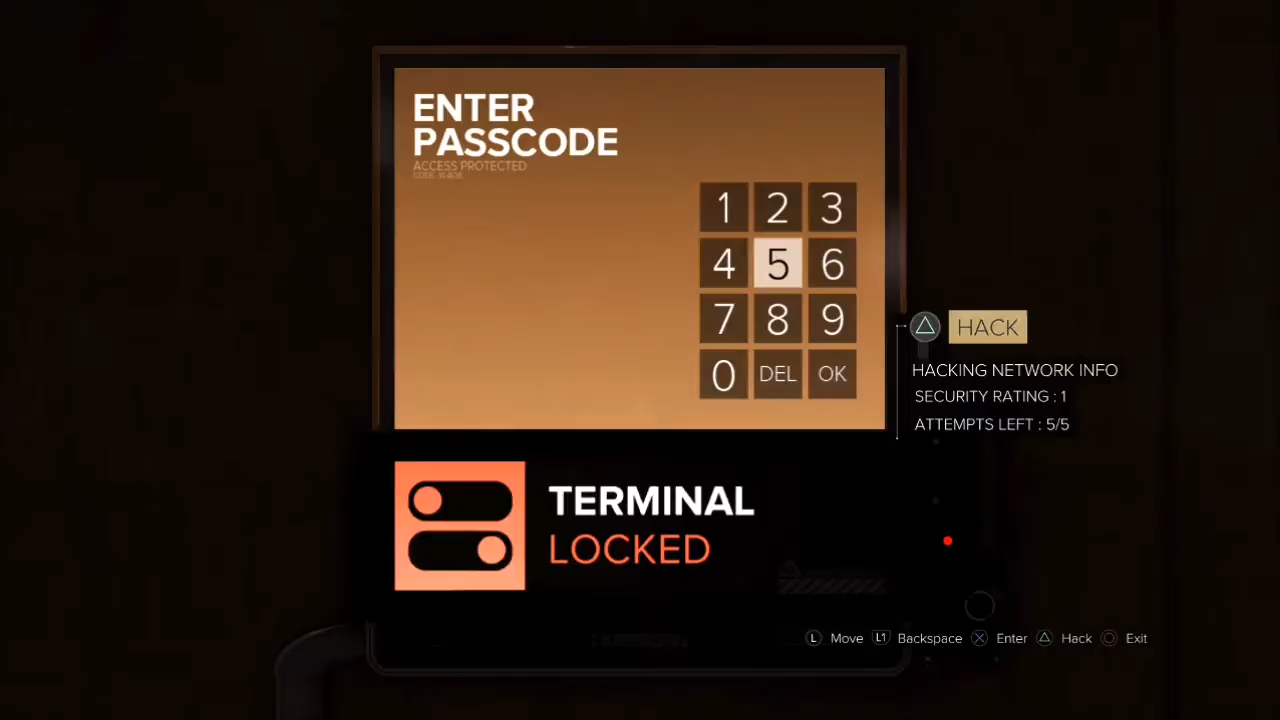 ENTER
PASSCODE
ACCESS PROTECTED
1 2 3
4 5 6
7 8 9
0 DEL OK
HACK
HACKING NETWORK INFO
SECURITY RATING : 1
ATTEMPTS LEFT : 5/5
TERMINAL
LOCKED
L Move L1 Backspace Enter Hack Exit